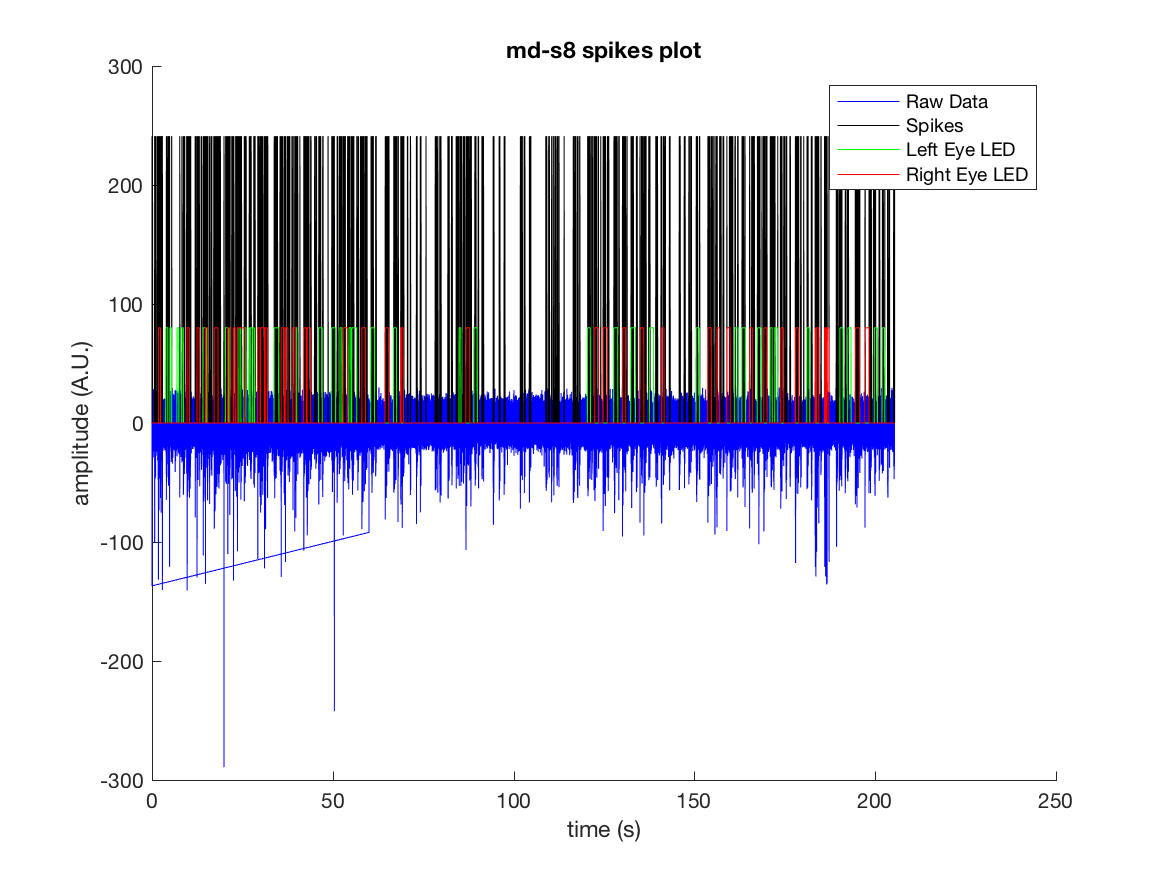 md-s8 spikes plot
300
200
100
0
-100
-200
-300
amplitude (A.U.)
Raw Data
Spikes
Left Eye LED
Right Eye LED
0 50 100 150 200 250
time (s)